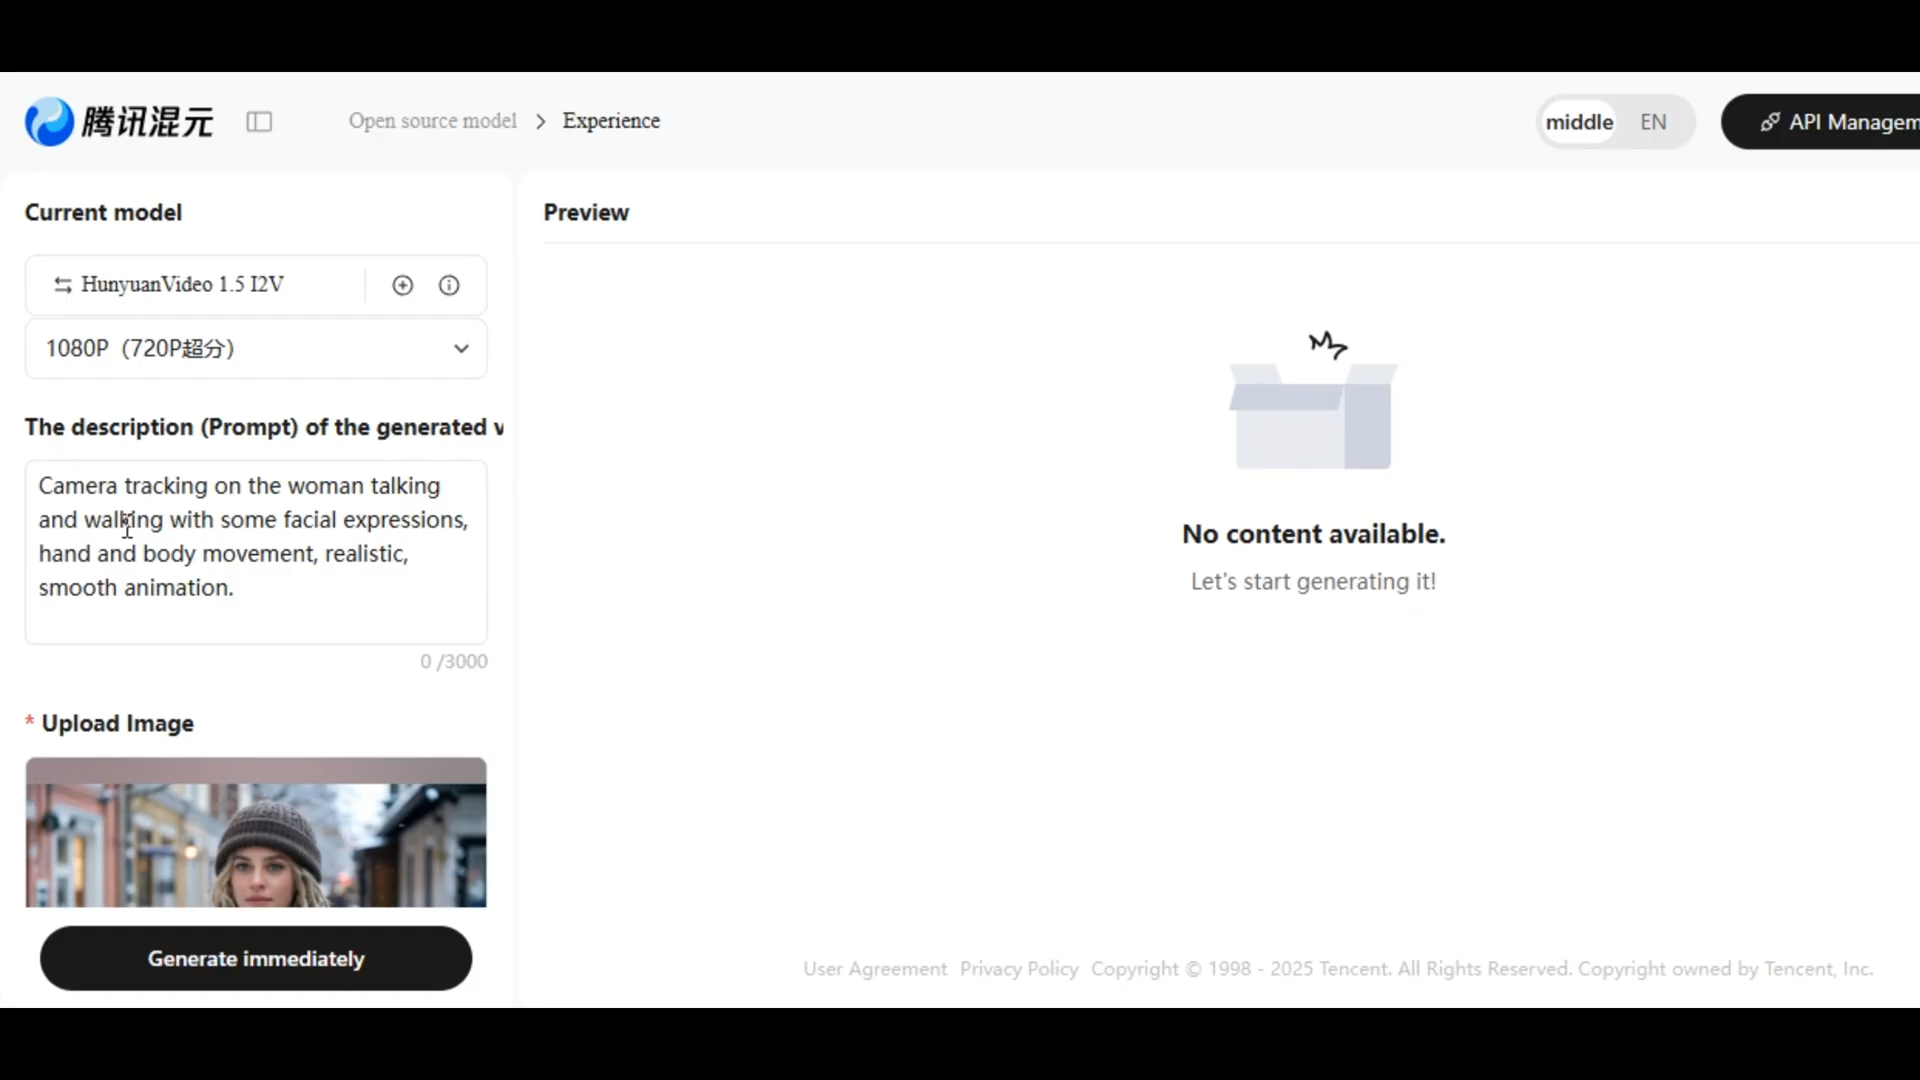 腾讯混元
Open source model > Experience
middle EN
API Managem
Current model
HunyuanVideo 1.5 I2V
1080P（720P超分）
The description (Prompt) of the generated v
Camera tracking on the woman talking
and walking with some facial expressions,
hand and body movement, realistic,
smooth animation.
0 /3000
* Upload Image
Generate immediately
Preview
No content available.
Let's start generating it!
User Agreement Privacy Policy Copyright © 1998 - 2025 Tencent. All Rights Reserved. Copyright owned by Tencent, Inc.